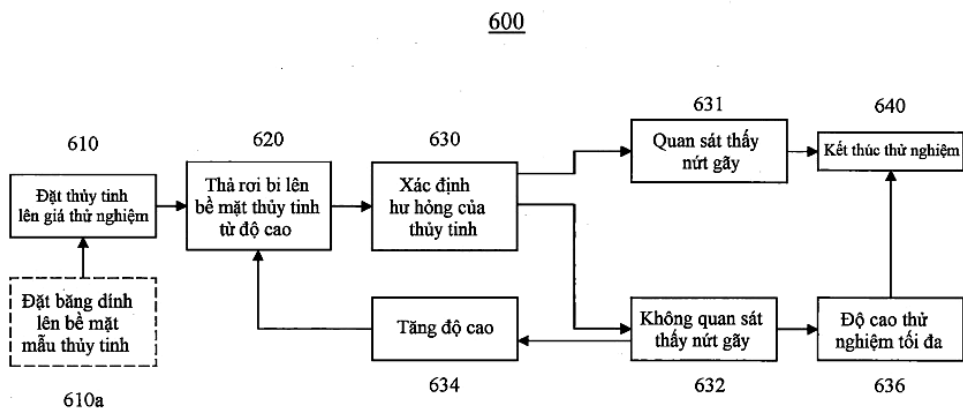 600
610
Đặt thủy tinh
lên giá thử nghiệm
620
Thả rơi bi lên
bề mặt thủy tinh
từ độ cao
630
Xác định
hư hỏng của
thủy tinh
631
Quan sát thấy
nứt gãy
640
Kết thúc thử nghiệm
Đặt băng dính
lên bề mặt
mẫu thủy tinh
610a
Tăng độ cao
634
Không quan sát
thấy nứt gãy
632
Độ cao thử
nghiệm tối đa
636